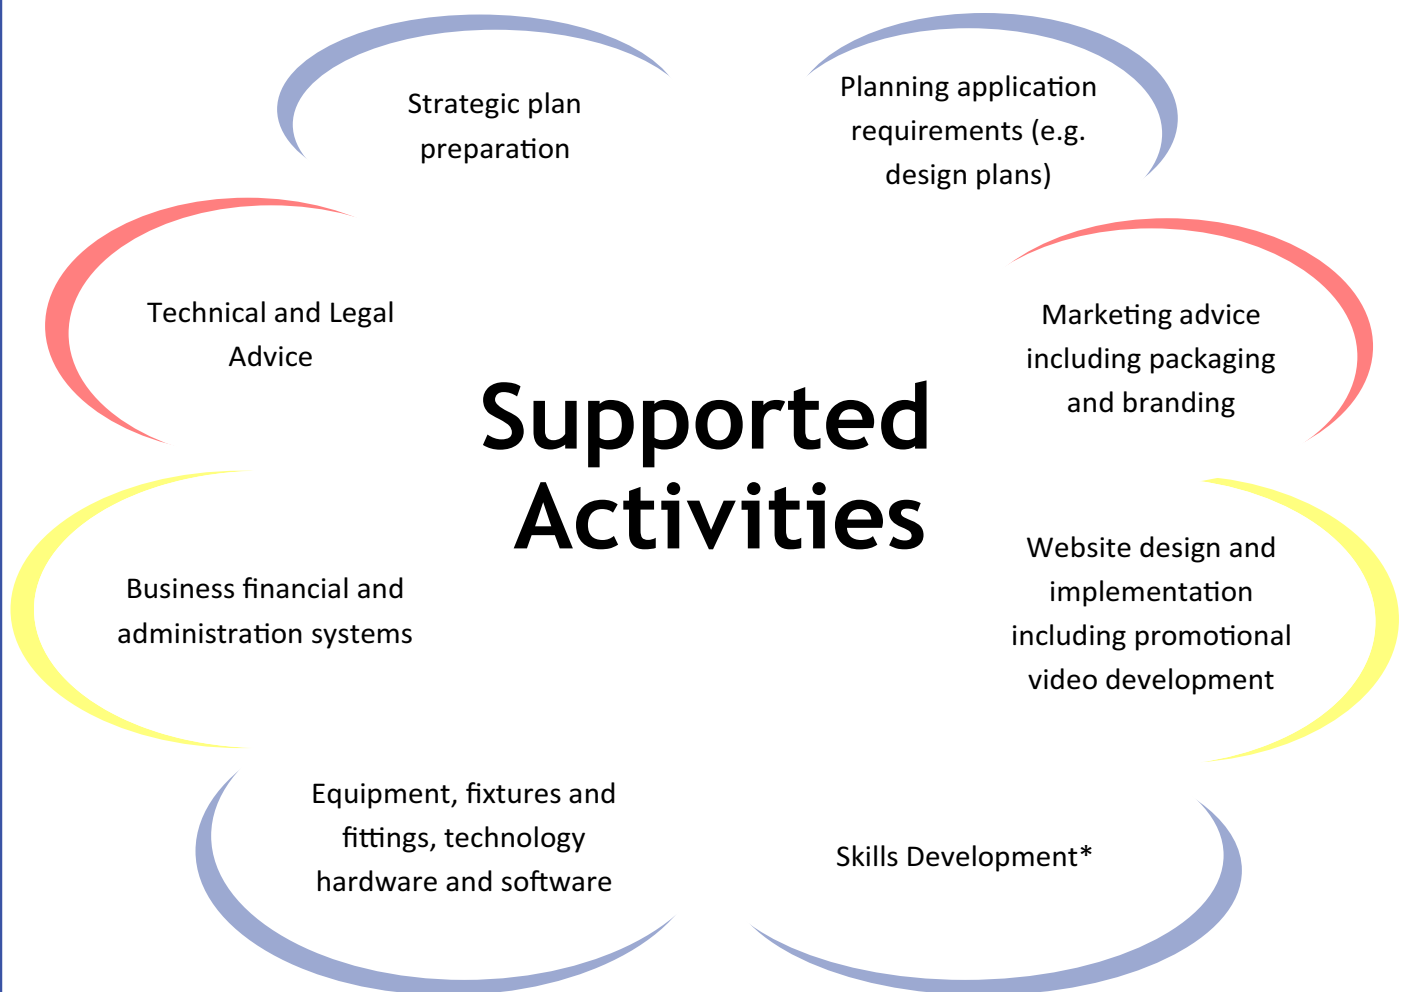 Strategic plan
preparation
Planning application
requirements (e.g.
design plans)
Technical and Legal
Advice
Marketing advice
including packaging
and branding
Supported
Activities
Business financial and
administration systems
Website design and
implementation
including promotional
video development
Equipment, fixtures and
fittings, technology
hardware and software
Skills Development*